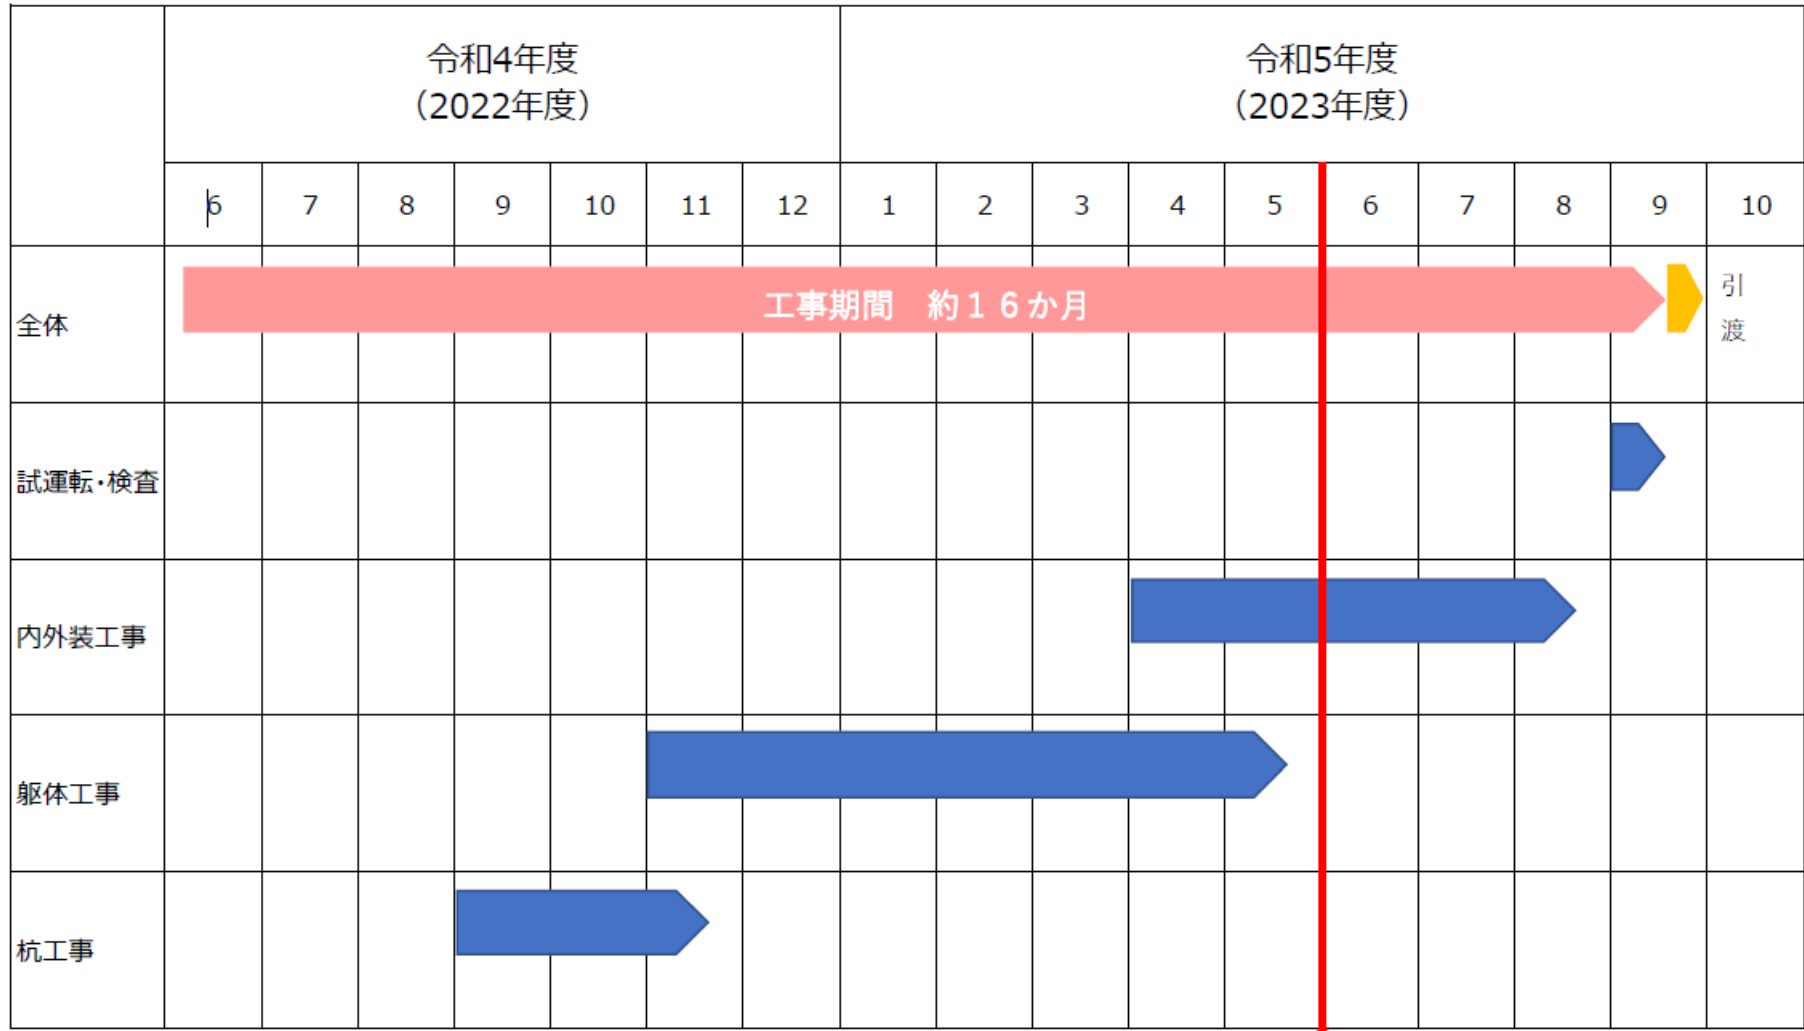 令和4年度
（2022年度）
令和5年度
（2023年度）
6 7 8 9 10 11 12 1 2 3 4 5 6 7 8 9 10
全体
工事期間　約１６か月
引
渡
試運転・検査
内外装工事
躯体工事
杭工事